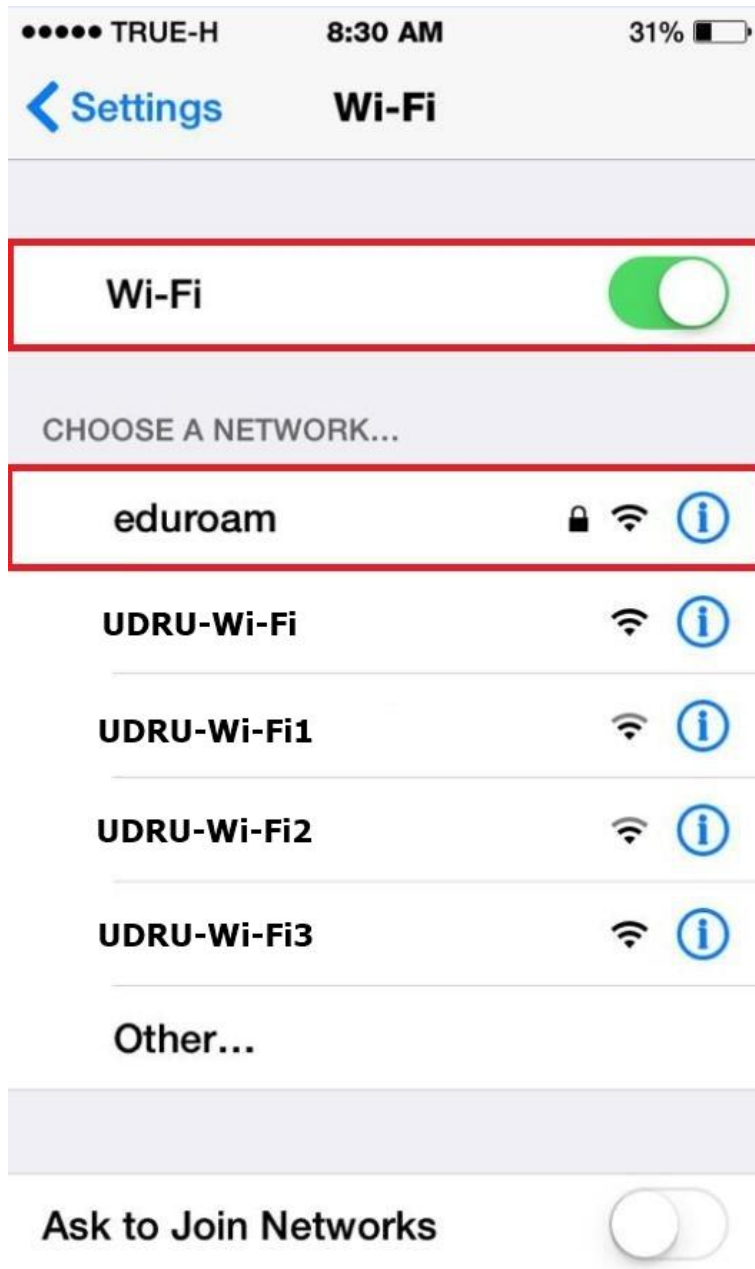 TRUE-H 8:30 AM 31%
Settings Wi-Fi
Wi-Fi
CHOOSE A NETWORK...
eduroam
UDRU-Wi-Fi
UDRU-Wi-Fi1
UDRU-Wi-Fi2
UDRU-Wi-Fi3
Other...
Ask to Join Networks